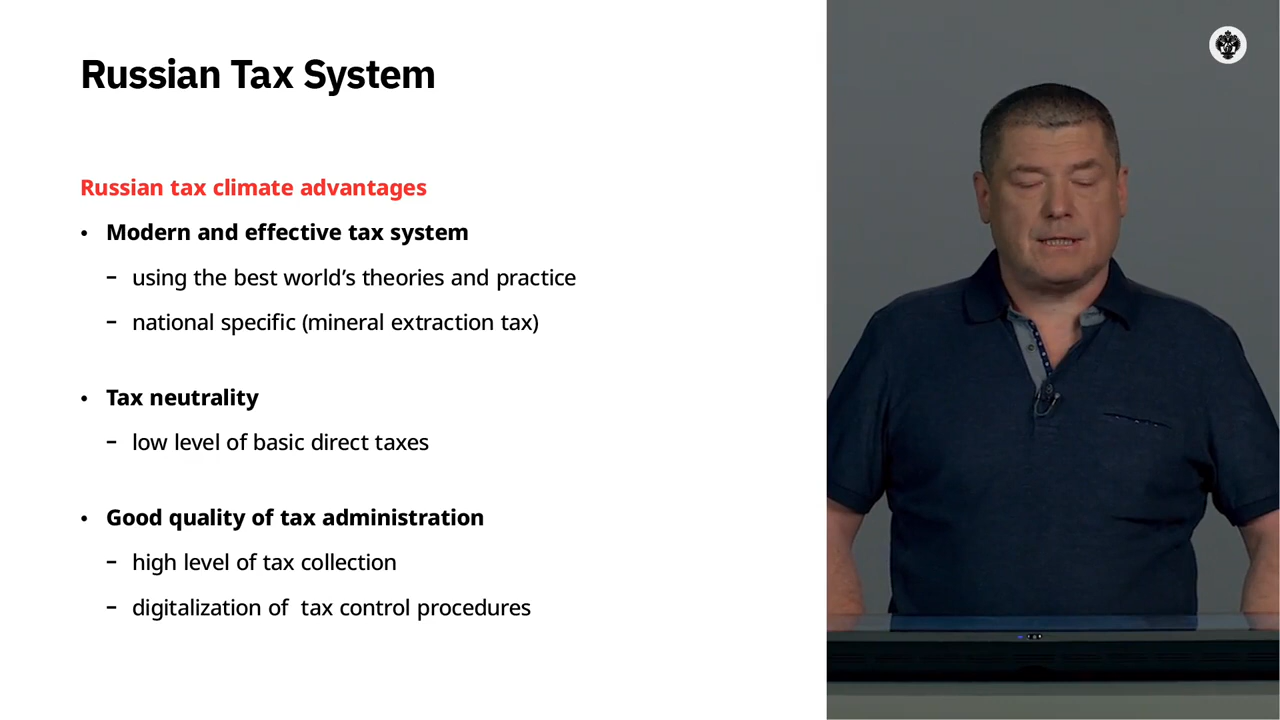 Russian Tax System
Russian tax climate advantages
• Modern and effective tax system
– using the best world’s theories and practice
– national specific (mineral extraction tax)
• Tax neutrality
– low level of basic direct taxes
• Good quality of tax administration
– high level of tax collection
– digitalization of  tax control procedures